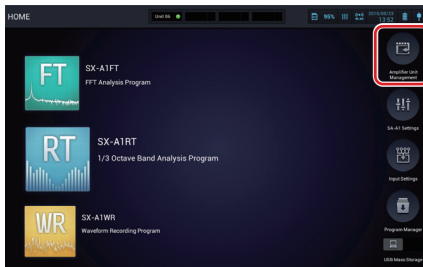 HOME
Unit 06
95%
2019/08/23
13:52
FT
SX-A1FT
FFT Analysis Program
RT
SX-A1RT
1/3 Octave Band Analysis Program
WR
SX-A1WR
Waveform Recording Program
Amplifier Unit
Management
SA-A1 Settings
Input Settings
Program Manager
USB Mass Storage